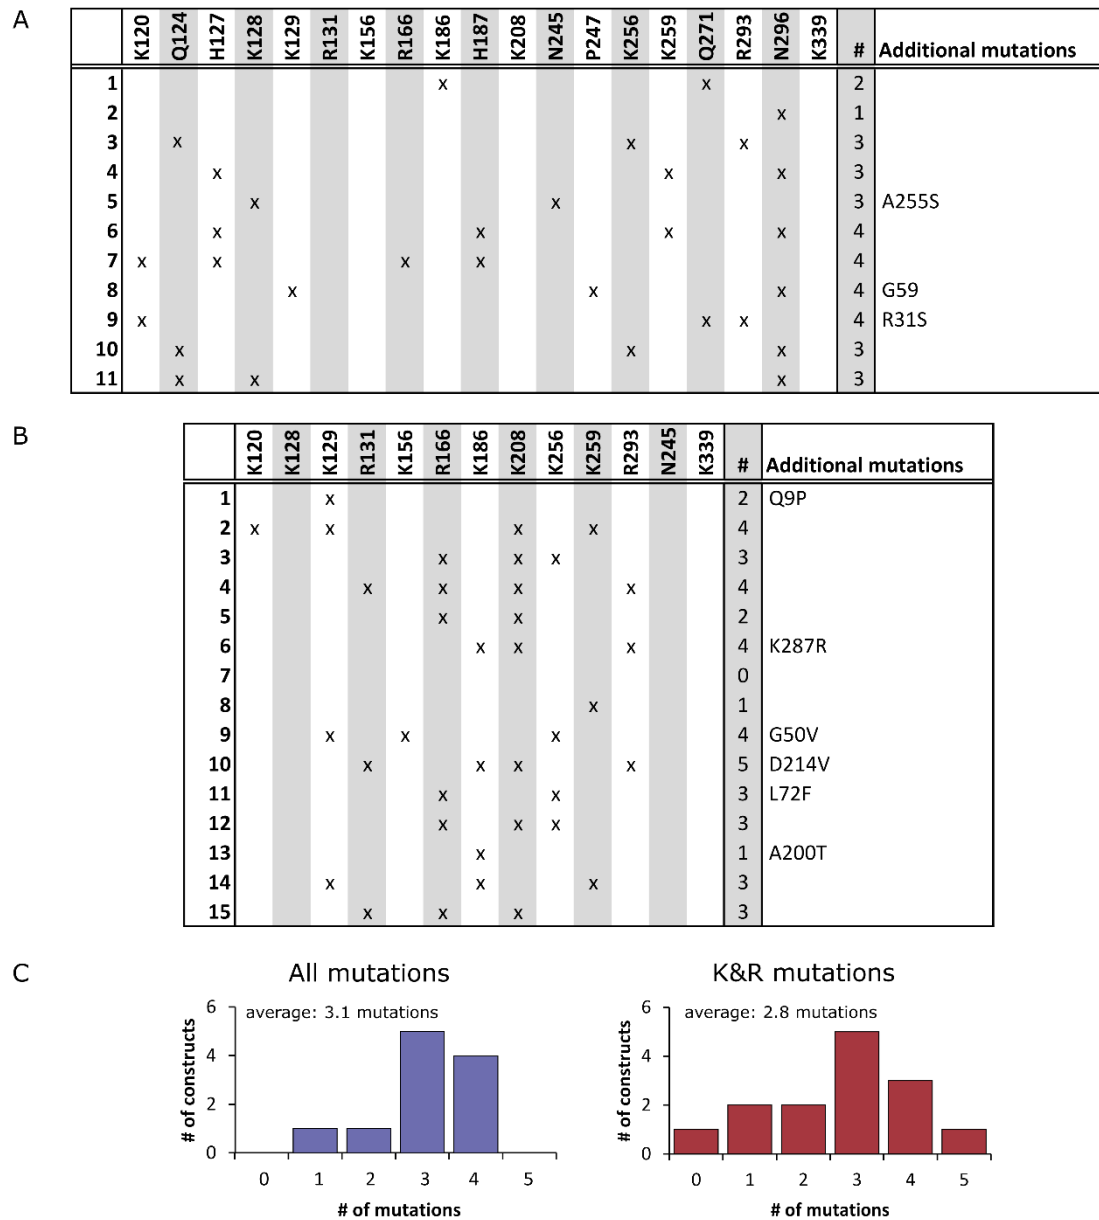 A
K120 Q124 H127 K128 K129 R131 K156 R166 K186 H187 K208 N245 P247 K256 K259 Q271 R293 N296 K339 # Additional mutations
1 x x 2
2 x 1
3 x x x 3
4 x x x 3
5 x x 3 A255S
6 x x x x 4
7 x x x x 4
8 x x x 4 G59
9 x x x 4 R31S
10 x x x 3
11 x x x 3
B
K120 K128 K129 R131 K156 R166 K186 K208 K256 K259 R293 N245 K339 # Additional mutations
1 x 2 Q9P
2 x x x x 4
3 x x x 3
4 x x x x 4
5 x x 2
6 x x x 4 K287R
7 0
8 x 1
9 x x x 4 G50V
10 x x x x 5 D214V
11 x x 3 L72F
12 x x x 3
13 x 1 A200T
14 x x x 3
15 x x x 3
C
All mutations
average: 3.1 mutations
# of constructs
6
4
2
0
0 1 2 3 4 5
# of mutations
K&R mutations
average: 2.8 mutations
# of constructs
6
4
2
0
0 1 2 3 4 5
# of mutations